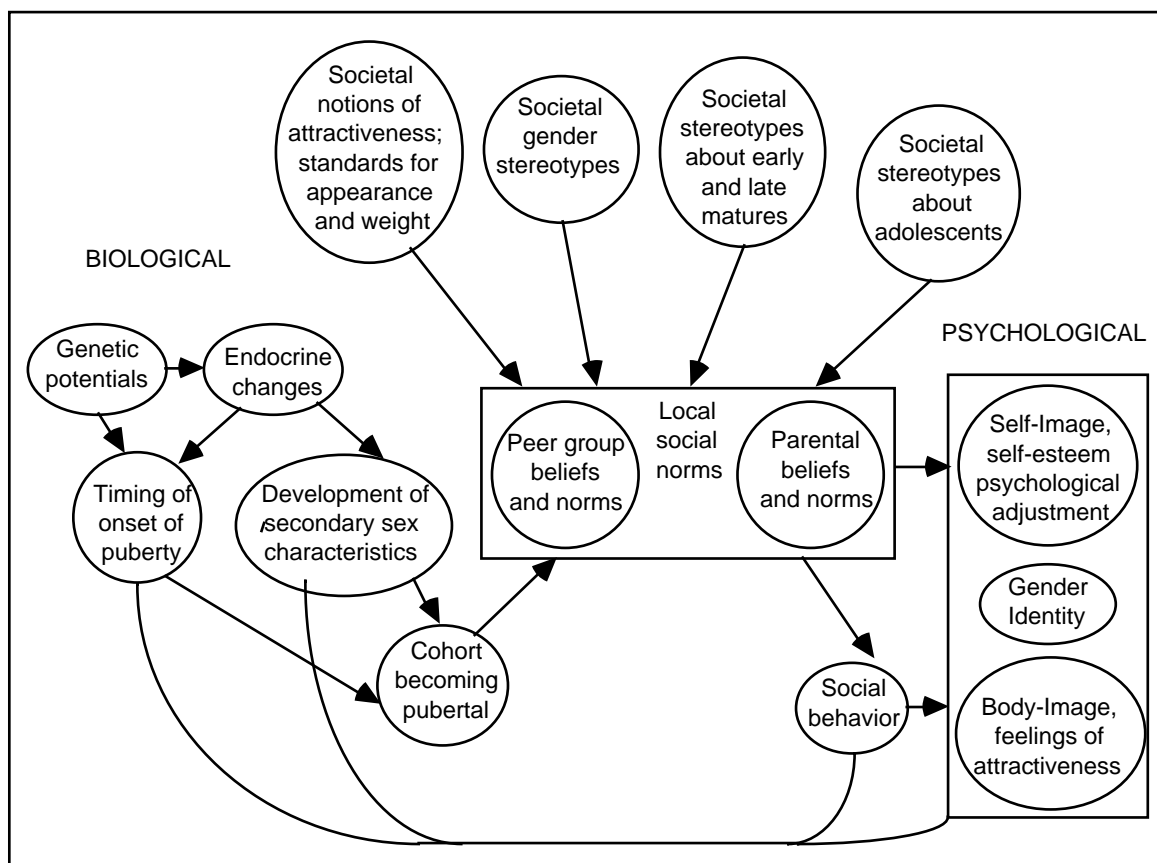 Societal
notions of
attractiveness;
standards for
appearance
and weight
Societal
gender
stereotypes
Societal
stereotypes
about early
and late
matures
Societal
stereotypes
about
adolescents
BIOLOGICAL
PSYCHOLOGICAL
Genetic
potentials
Endocrine
changes
Timing of
onset of
puberty
Development of
secondary sex
characteristics
Cohort
becoming
pubertal
Peer group
beliefs
and norms
Local
social
norms
Parental
beliefs
and norms
Social
behavior
Self-Image,
self-esteem
psychological
adjustment
Gender
Identity
Body-Image,
feelings of
attractiveness